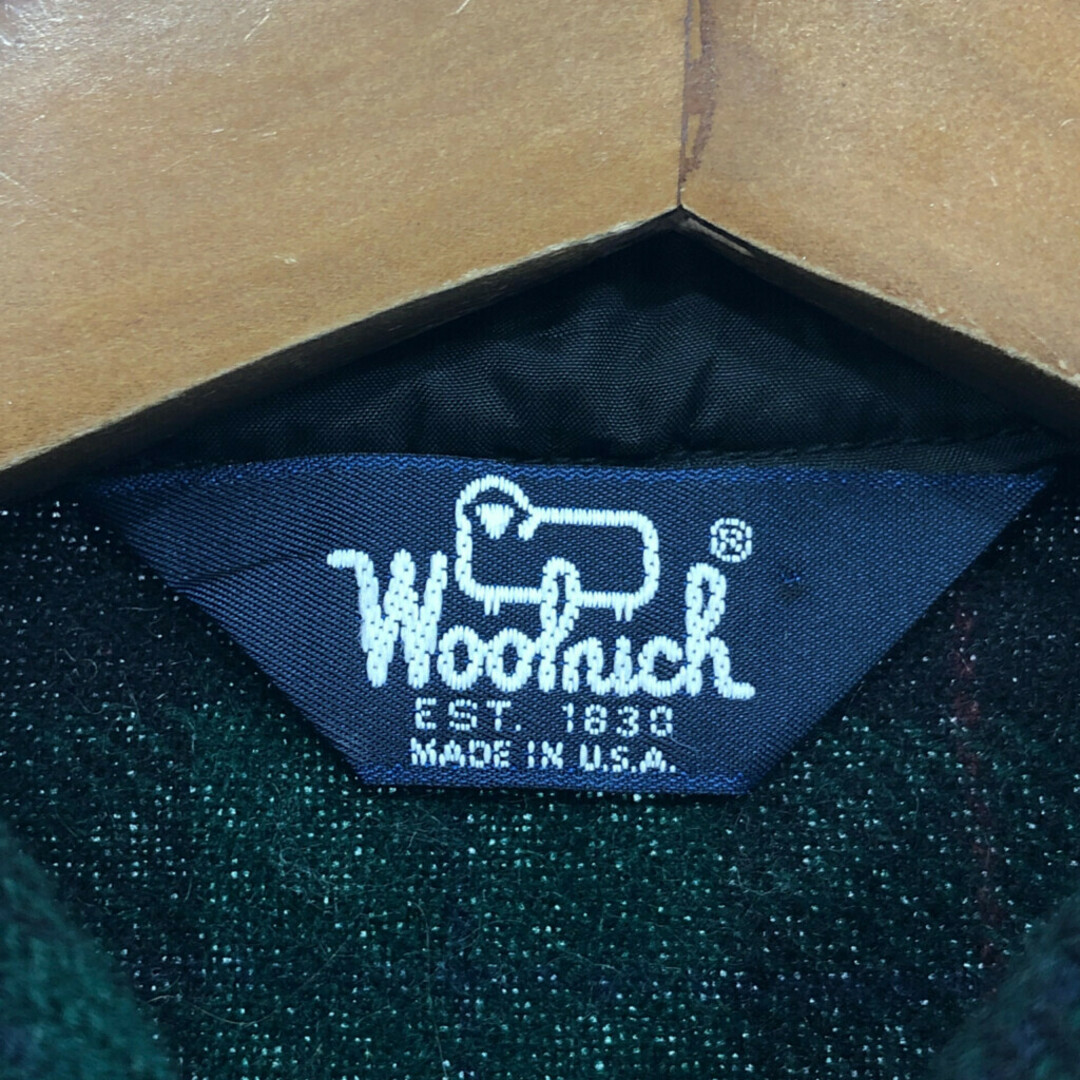 ®
Woolrich
EST. 1830
MADE IN U.S.A.